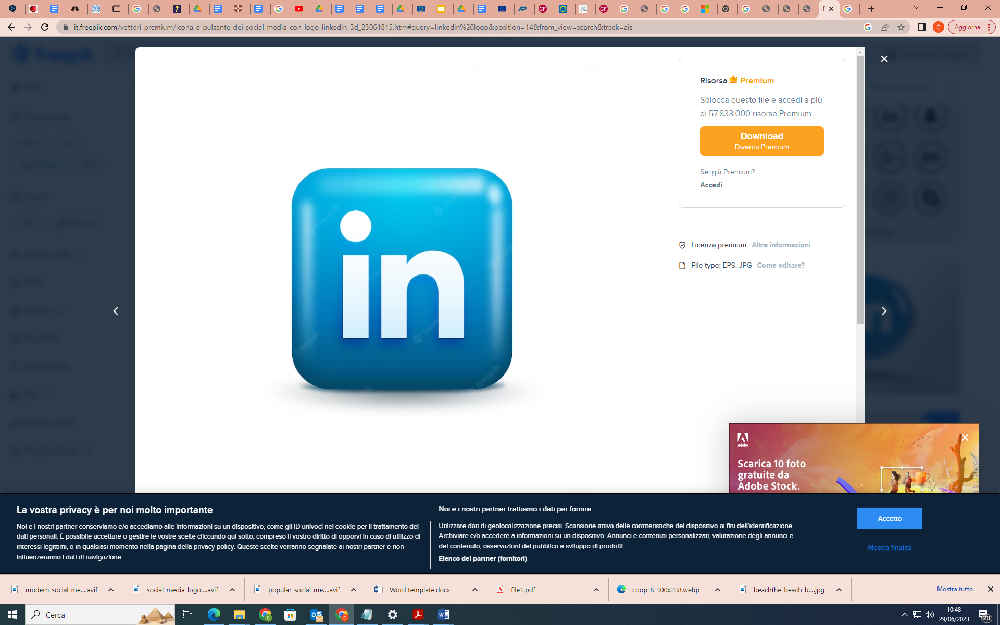 it.freepik.com/vettori-premium/icona-e-pulsante-dei-social-media-con-logo-linkedin-3d_23061815.htm#query=linkedin%20logo&position=14&from_view=search&track=ais
C
Aggiorna
freepik
Risorsa Premium
Sblocca questo file e accedi a più
di 57.833.000 risorsa Premium
Download
Diventa Premium
Sei già Premium?
Accedi
Licenza premium Altre informazioni
File type: EPS, JPG Come editare?
in
Adobe
Scarica 10 foto
gratuite da
Adobe Stock.
La vostra privacy è per noi molto importante
Noi e i nostri partner conserviamo e/o accediamo alle informazioni su un dispositivo, come gli ID univoci nei cookie per il trattamento dei
dati personali. È possibile accettare o gestire le vostre scelte cliccando qui sotto, compreso il vostro diritto di opporvi in caso di utilizzo di
interessi legittimi, o in qualsiasi momento nella pagina della privacy policy. Queste scelte verranno segnalate ai nostri partner e non
influenzeranno i dati di navigazione.
Noi e i nostri partner trattiamo i dati per fornire:
Utilizzare dati di geolocalizzazione precisi. Scansione attiva delle caratteristiche del dispositivo ai fini dell'identificazione.
Archiviare e/o accedere a informazioni su un dispositivo. Annunci e contenuti personalizzati, valutazione degli annunci e
del contenuto, osservazioni del pubblico e sviluppo di prodotti.
Elenco dei partner (fornitori)
Accetto
Mostra finalità
modern-social-me....avif
social-media-logo....avif
popular-social-me....avif
Word template.docx
file1.pdf
coop_8-300x238.webp
beachthe-beach-b....jpg
Mostra tutto
Cerca
10:48
29/06/2023
20